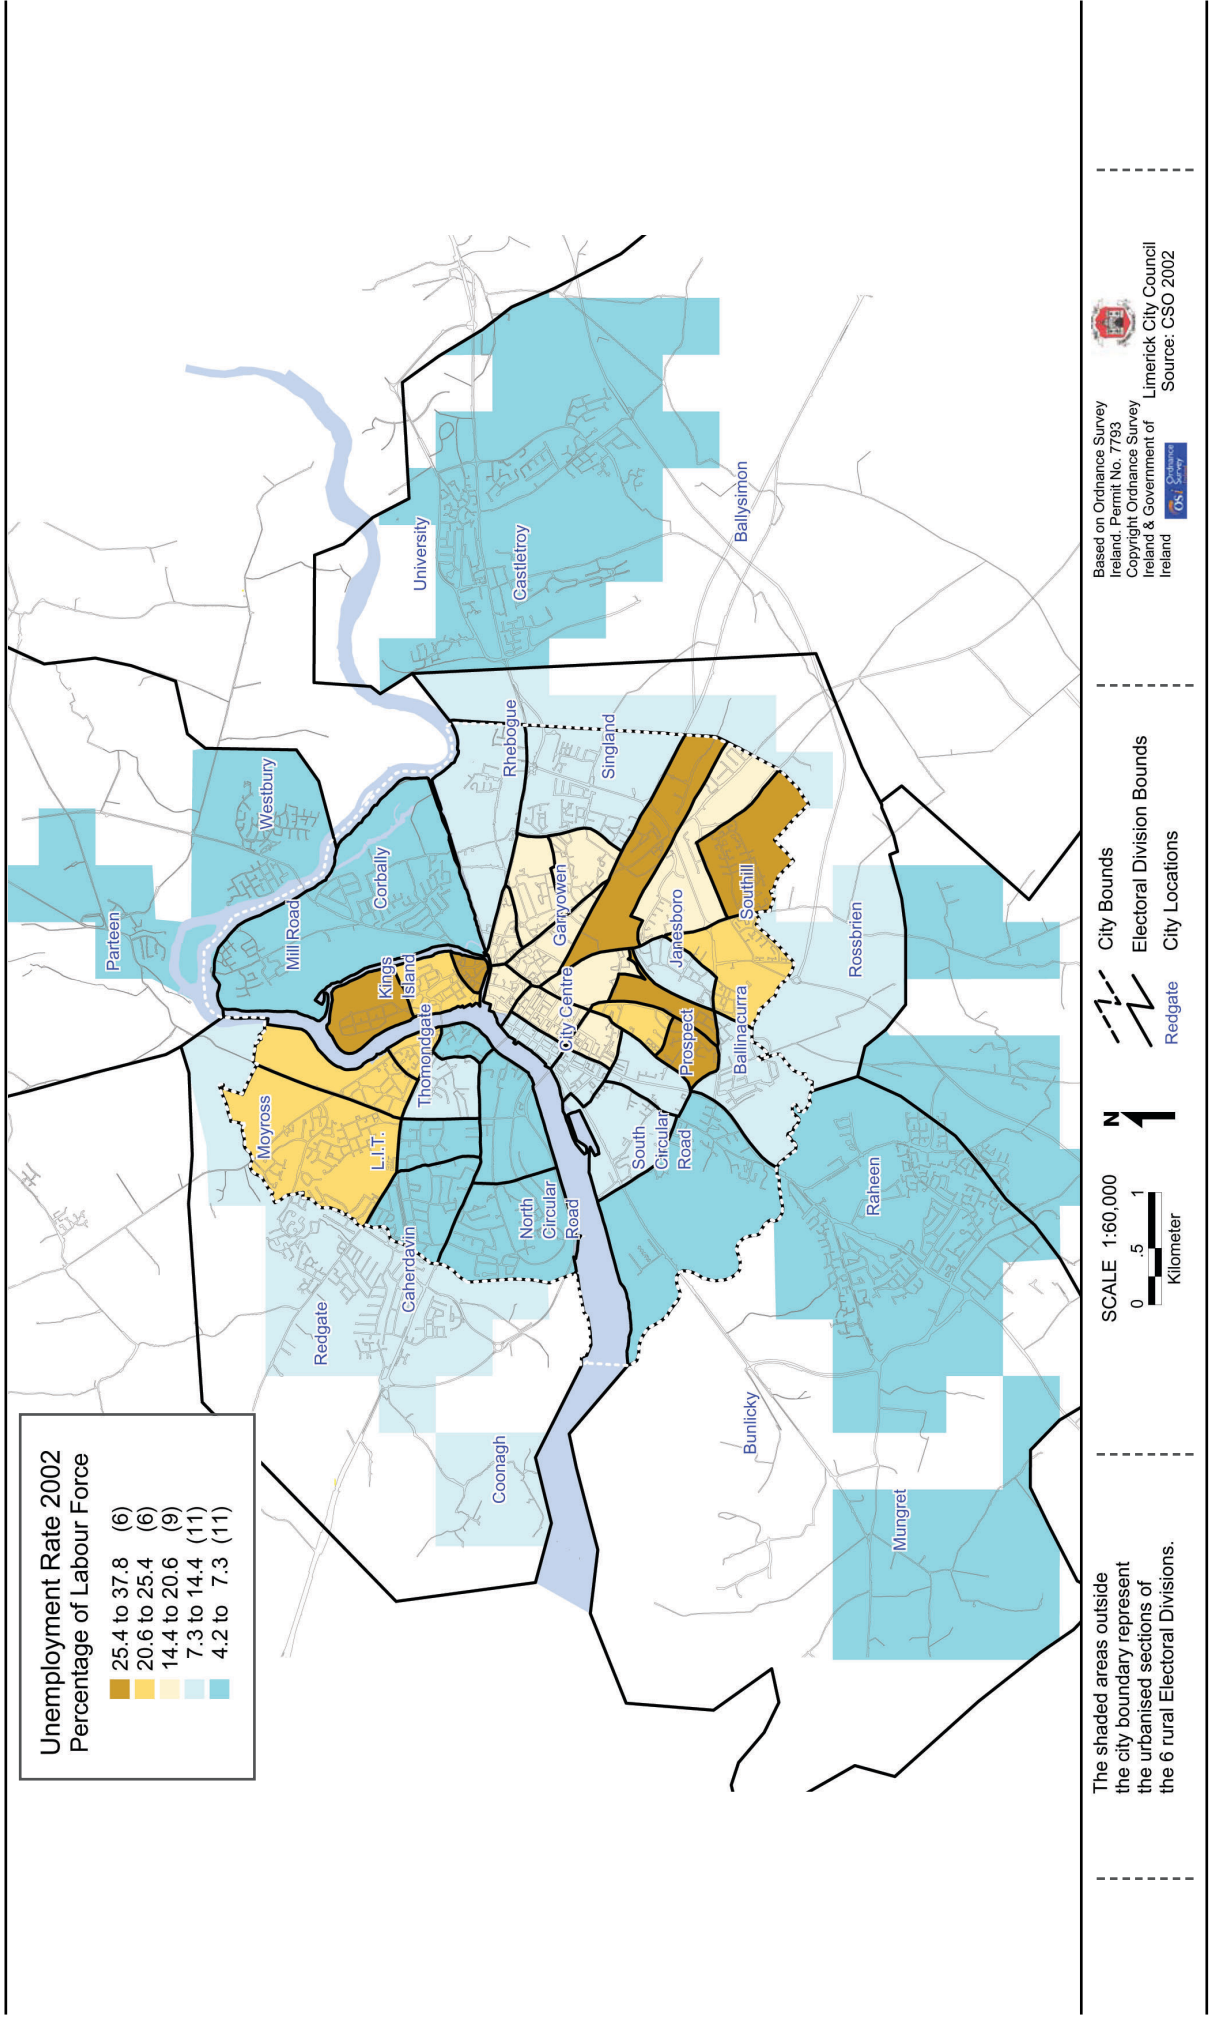 Unemployment Rate 2002
Percentage of Labour Force
25.4 to 37.8 (6)
20.6 to 25.4 (6)
14.4 to 20.6 (9)
7.3 to 14.4 (11)
4.2 to 7.3 (11)
Parteen
Westbury
Mill Road
Corbally
Moyross
Kings
Island
L.I.T.
Thomondgate
University
Castletroy
Redgate
Caherdavin
Rhebogue
Coonagh
North
Circular
Road
City Centre
Garryowen
Singland
South
Circular
Road
Prospect
Janesboro
Ballinacurra
Southill
Ballysimon
Bunlicky
Raheen
Rossbrien
Mungret
The shaded areas outside
the city boundary represent
the urbanised sections of
the 6 rural Electoral Divisions.
SCALE 1:60,000
0 .5 1
Kilometer
N
City Bounds
Electoral Division Bounds
Redgate City Locations
Based on Ordnance Survey
Ireland. Permit No. 7793
Copyright Ordnance Survey
Ireland & Government of
Ireland
OSi Ordnance
Survey
Limerick City Council
Source: CSO 2002